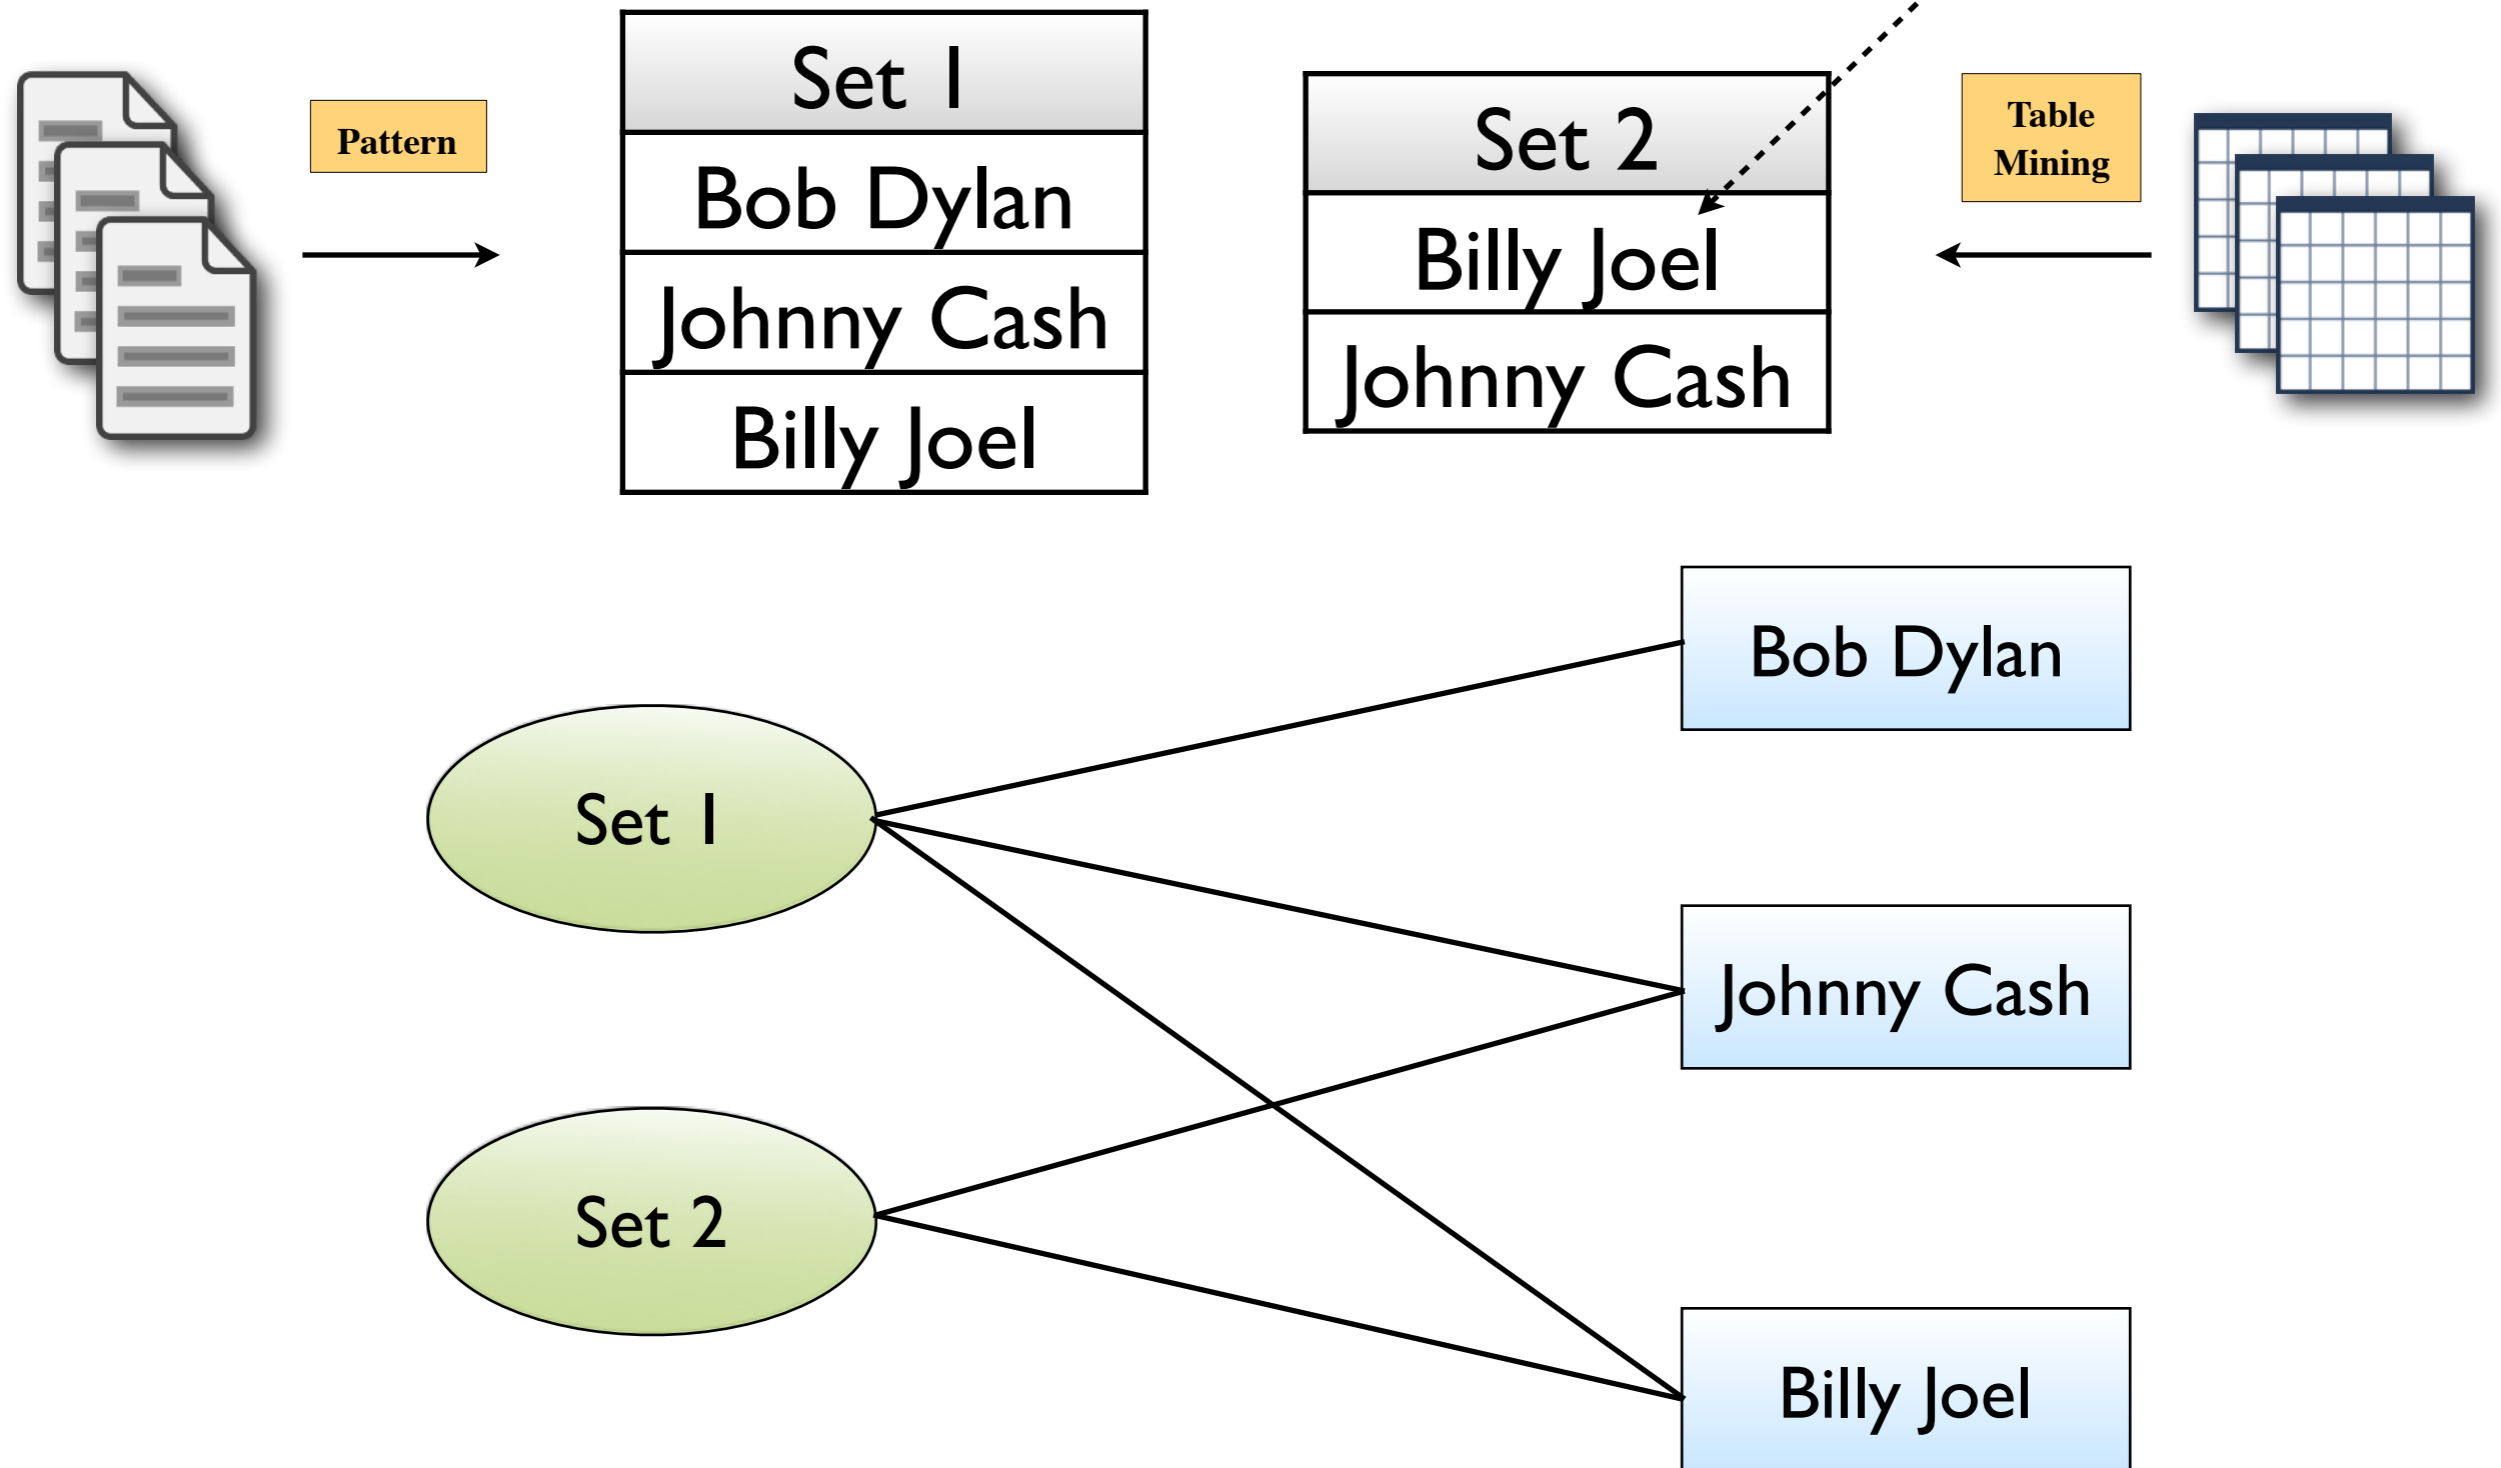 Pattern
Set 1
Bob Dylan
Johnny Cash
Billy Joel
Set 2
Billy Joel
Johnny Cash
Table
Mining
Set 1
Set 2
Bob Dylan
Johnny Cash
Billy Joel